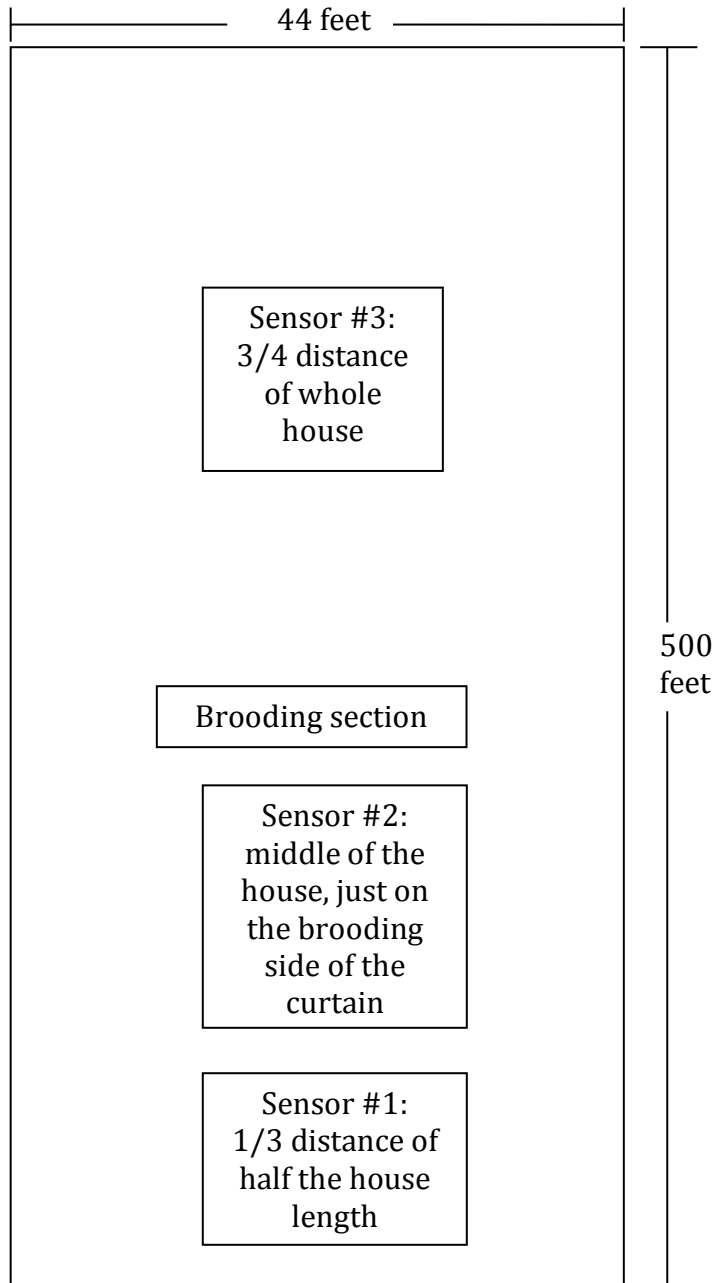 44 feet
Sensor #3:
3/4 distance
of whole
house
500
feet
Brooding section
Sensor #2:
middle of the
house, just on
the brooding
side of the
curtain
Sensor #1:
1/3 distance of
half the house
length